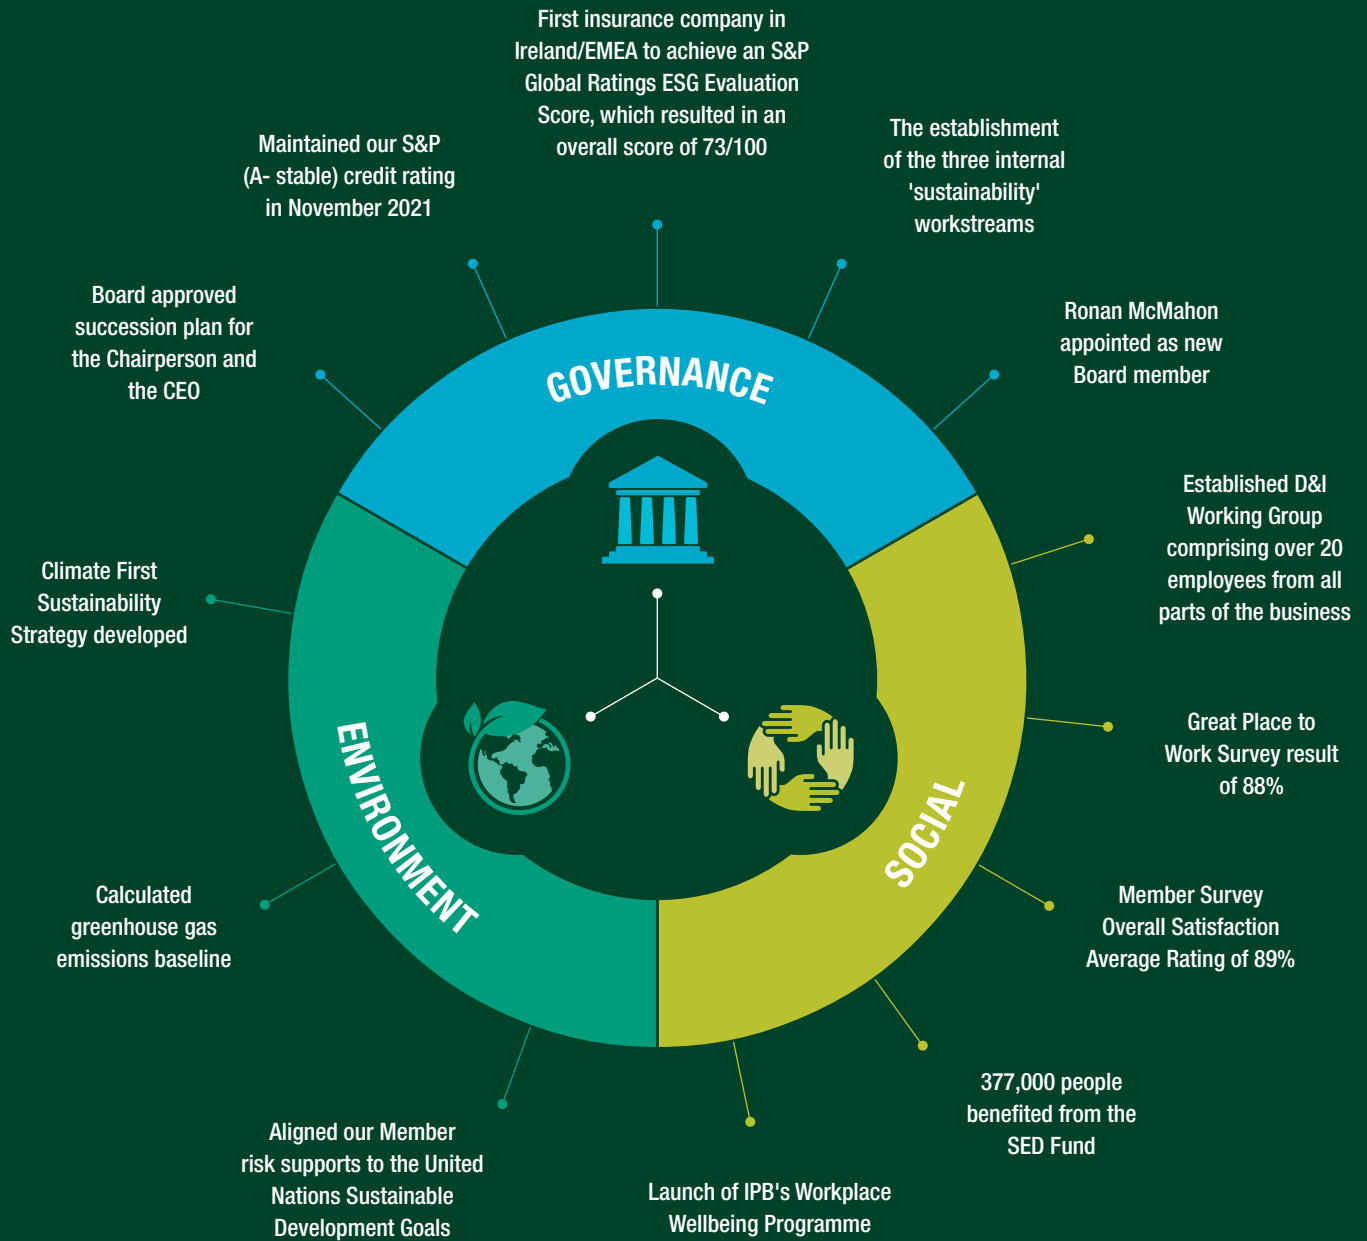 First insurance company in
Ireland/EMEA to achieve an S&P
Global Ratings ESG Evaluation
Score, which resulted in an
overall score of 73/100
Maintained our S&P
(A- stable) credit rating
in November 2021
The establishment
of the three internal
'sustainability'
workstreams
Board approved
succession plan for
the Chairperson and
the CEO
Ronan McMahon
appointed as new
Board member
GOVERNANCE
Established D&I
Working Group
comprising over 20
employees from all
parts of the business
Climate First
Sustainability
Strategy developed
Great Place to
Work Survey result
of 88%
ENVIRONMENT
SOCIAL
Calculated
greenhouse gas
emissions baseline
Member Survey
Overall Satisfaction
Average Rating of 89%
377,000 people
benefited from the
SED Fund
Aligned our Member
risk supports to the United
Nations Sustainable
Development Goals
Launch of IPB's Workplace
Wellbeing Programme